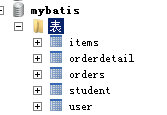 mybatis
表
items
orderdetail
orders
student
user